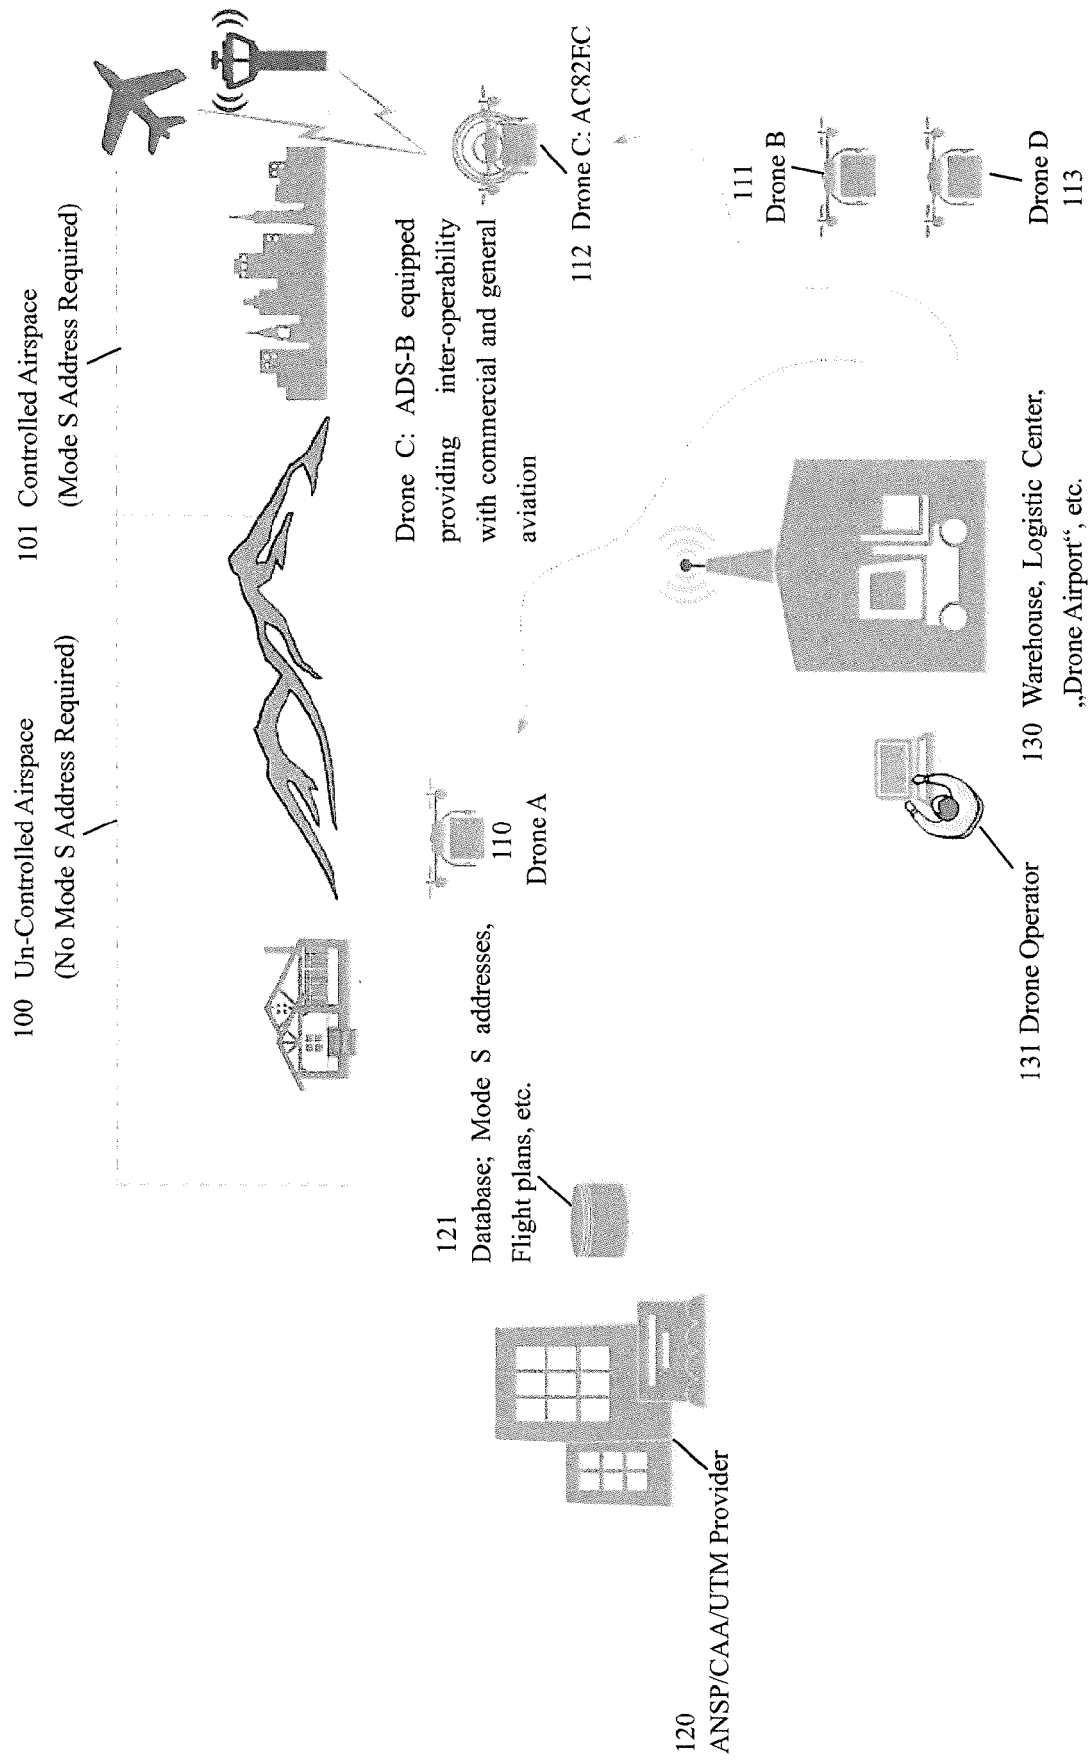 100 Un-Controlled Airspace
(No Mode S Address Required)
101 Controlled Airspace
(Mode S Address Required)
121
Database; Mode S addresses,
Flight plans, etc.
110
Drone A
Drone C: ADS-B equipped
providing inter-operability
with commercial and general
aviation
112 Drone C: AC82EC
120
ANSP/CAA/UTM Provider
111
Drone B
131 Drone Operator
130 Warehouse, Logistic Center,
„Drone Airport“, etc.
Drone D
113